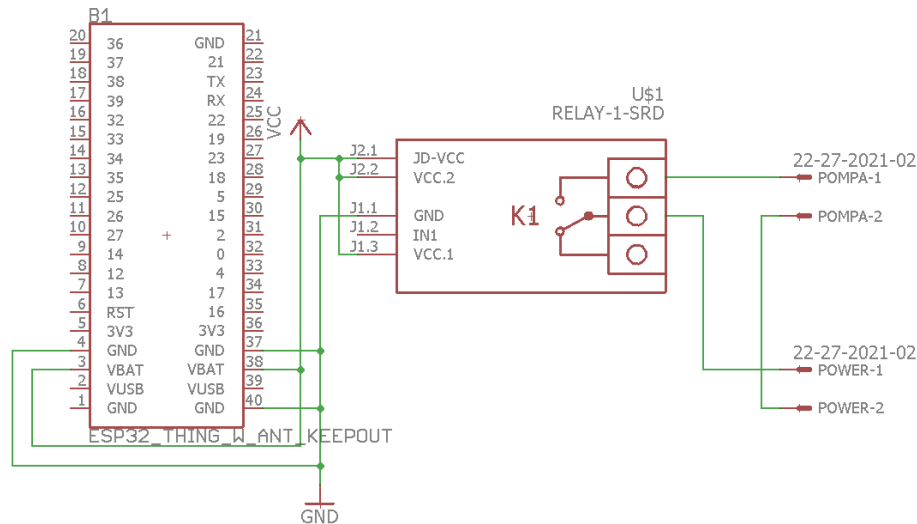 B1
20 36 GND 21
19 37 21 22
18 38 TX 23
17 39 RX 24
16 32 22 25
15 33 19 26
14 34 23 27
13 35 18 28
12 25 5 29
11 26 15 30
10 27 2 31
9 14 0 32
8 12 4 33
7 13 17 34
6 RST 16 35
5 3V3 3V3 36
4 GND GND 37
3 VBAT VBAT 38
2 VUSB VUSB 39
1 GND GND 40
ESP32_THING_W_ANT_KEEPOUT
VCC
GND
U$1
RELAY-1-SRD
J2.1 JD-VCC
J2.2 VCC.2
J1.1 GND
J1.2 IN1
J1.3 VCC.1
K1
22-27-2021-02
POMPA-1
POMPA-2
22-27-2021-02
POWER-1
POWER-2